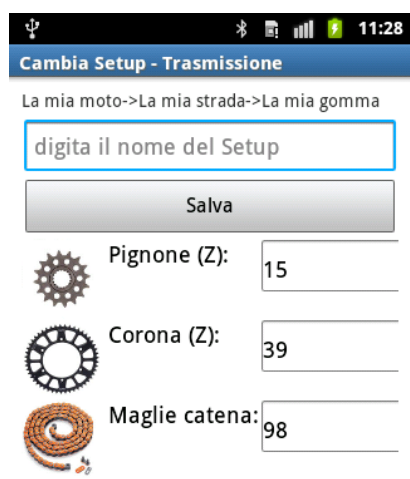 11:28
Cambia Setup - Trasmissione
La mia moto->La mia strada->La mia gomma
digita il nome del Setup
Salva
Pignone (Z): 15
Corona (Z): 39
Maglie catena: 98